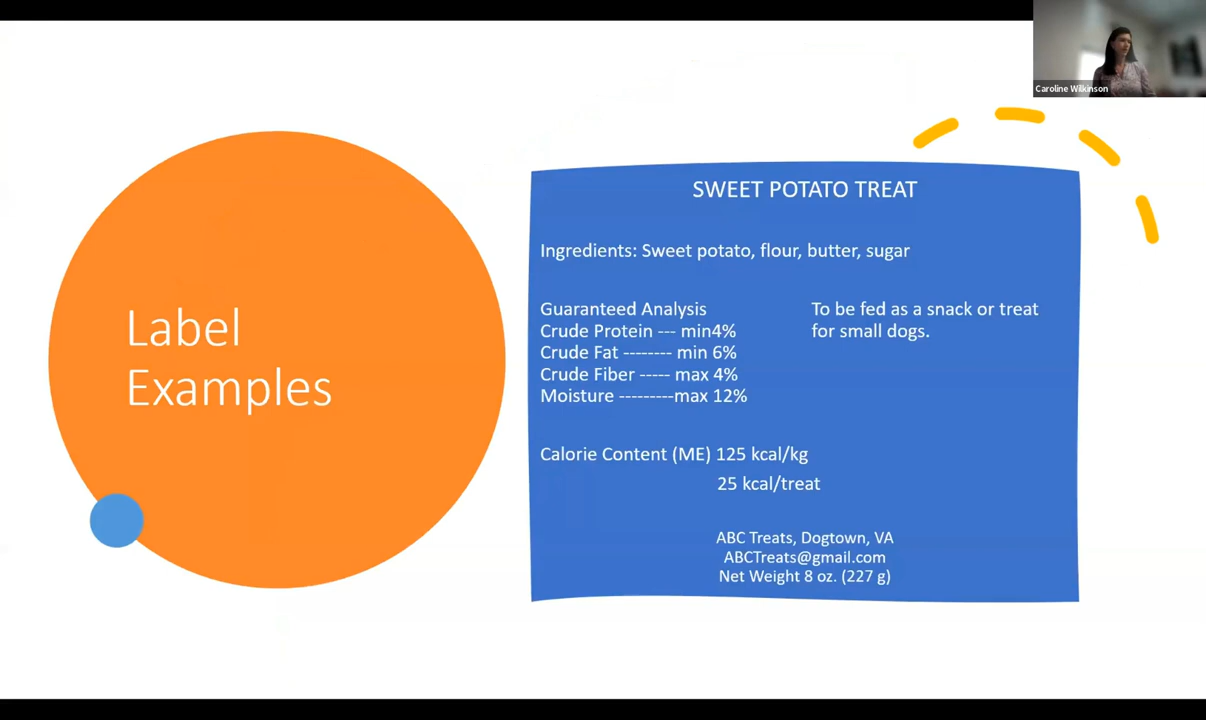 Caroline Wilkinson
Label
Examples
SWEET POTATO TREAT
Ingredients: Sweet potato, flour, butter, sugar
Guaranteed Analysis
Crude Protein --- min4%
Crude Fat -------- min 6%
Crude Fiber ----- max 4%
Moisture ---------max 12%
To be fed as a snack or treat
for small dogs.
Calorie Content (ME) 125 kcal/kg
25 kcal/treat
ABC Treats, Dogtown, VA
ABCTreats@gmail.com
Net Weight 8 oz. (227 g)